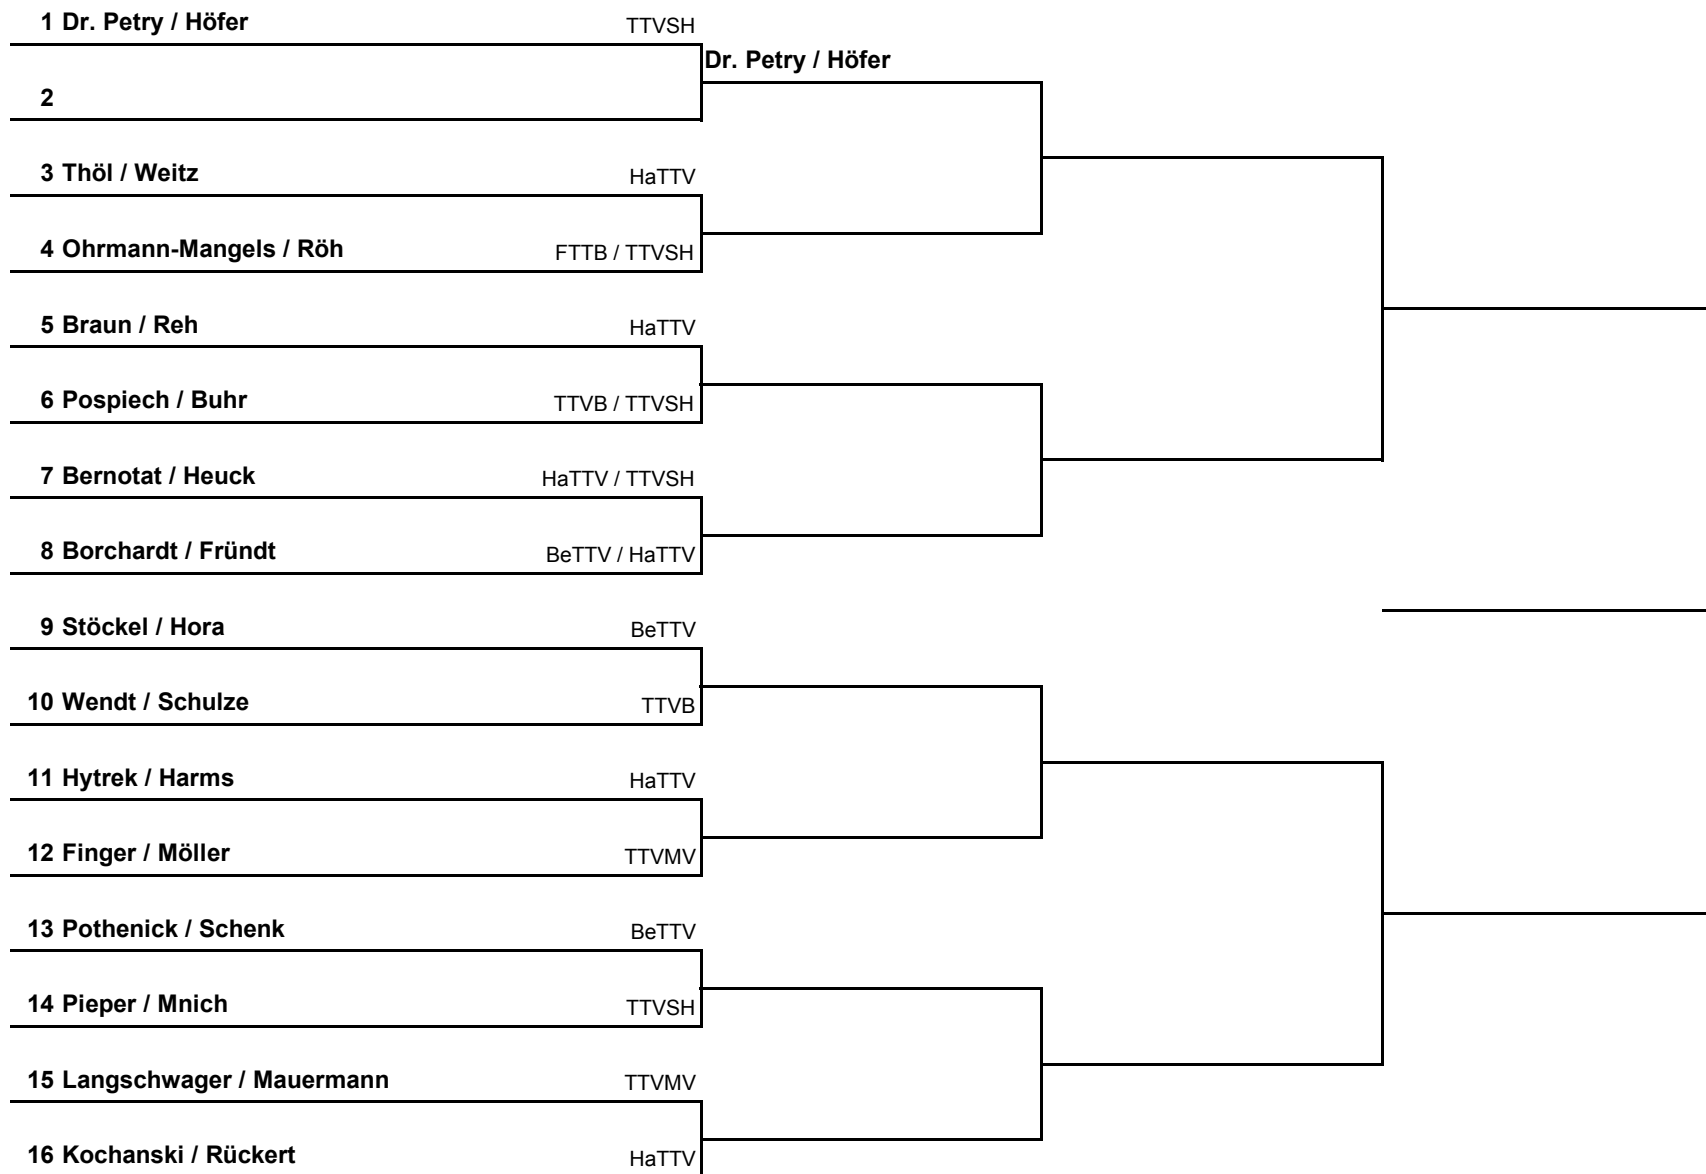 1 Dr. Petry / Höfer TTVSH
Dr. Petry / Höfer
2
3 Thöl / Weitz HaTTV
4 Ohrmann-Mangels / Röh FTTB / TTVSH
5 Braun / Reh HaTTV
6 Pospiech / Buhr TTVB / TTVSH
7 Bernotat / Heuck HaTTV / TTVSH
8 Borchardt / Fründt BeTTV / HaTTV
9 Stöckel / Hora BeTTV
10 Wendt / Schulze TTVB
11 Hytrek / Harms HaTTV
12 Finger / Möller TTVMV
13 Pothenick / Schenk BeTTV
14 Pieper / Mnich TTVSH
15 Langschwager / Mauermann TTVMV
16 Kochanski / Rückert HaTTV